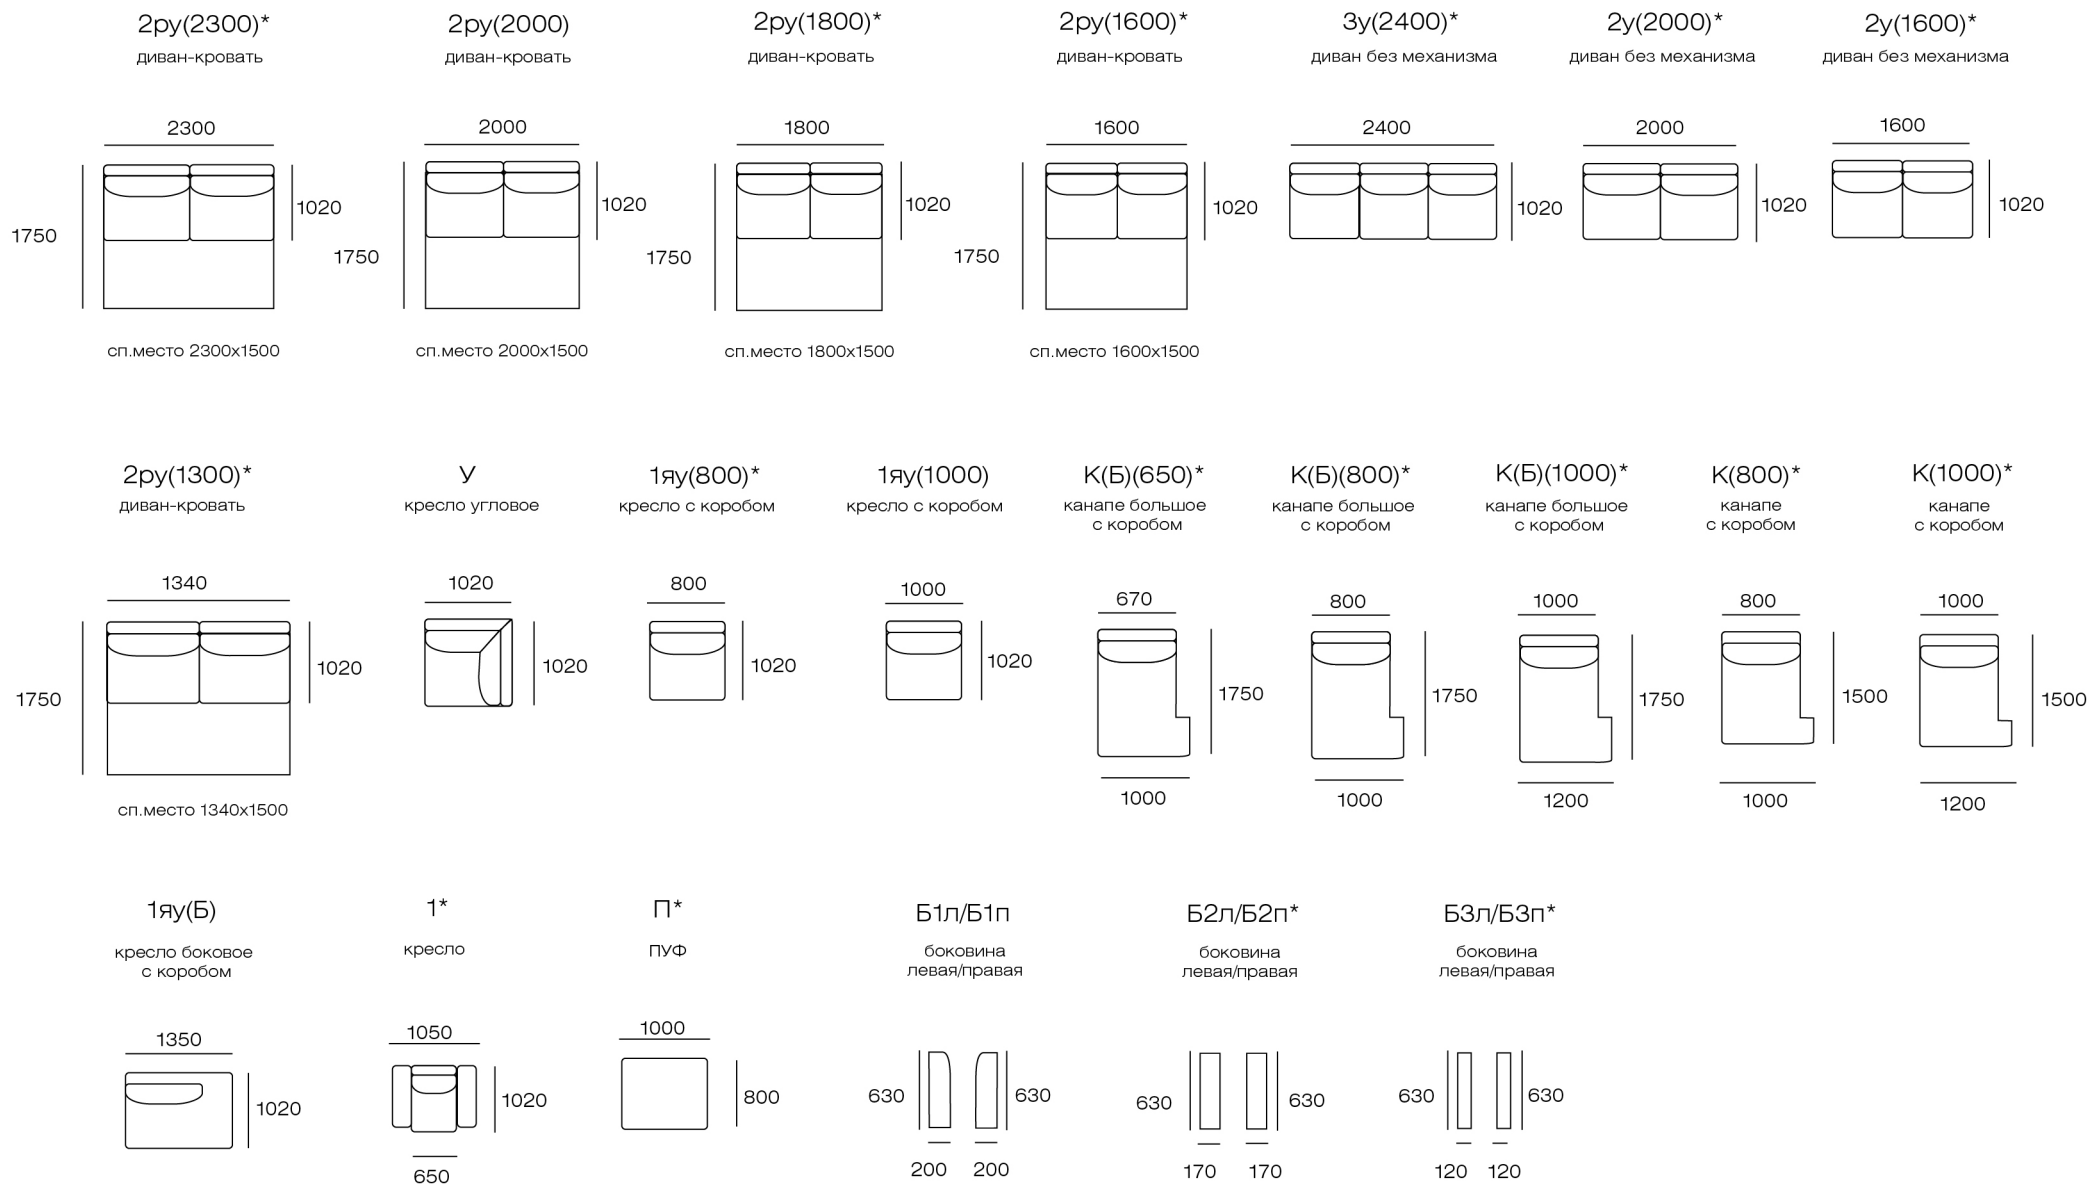 2ру(2300)*
диван-кровать
2300
1020
1750
сп.место 2300х1500
2ру(2000)
диван-кровать
2000
1020
1750
сп.место 2000х1500
2ру(1800)*
диван-кровать
1800
1020
1750
сп.место 1800х1500
2ру(1600)*
диван-кровать
1600
1020
1750
сп.место 1600х1500
3у(2400)*
диван без механизма
2400
1020
2у(2000)*
диван без механизма
2000
1020
2у(1600)*
диван без механизма
1600
1020
2ру(1300)*
диван-кровать
1340
1020
1750
сп.место 1340х1500
У
кресло угловое
1020
1020
1яу(800)*
кресло с коробом
800
1020
1яу(1000)
кресло с коробом
1000
1020
К(Б)(650)*
канапе большое
с коробом
670
1750
1000
К(Б)(800)*
канапе большое
с коробом
800
1750
1000
К(Б)(1000)*
канапе большое
с коробом
1000
1750
1200
К(800)*
канапе
с коробом
800
1500
1000
К(1000)*
канапе
с коробом
1000
1500
1200
1яу(Б)
кресло боковое
с коробом
1350
1020
1*
кресло
1050
1020
650
П*
ПУФ
1000
800
Б1л/Б1п
боковина
левая/правая
630
630
200
200
Б2л/Б2п*
боковина
левая/правая
630
630
170
170
Б3л/Б3п*
боковина
левая/правая
630
630
120
120